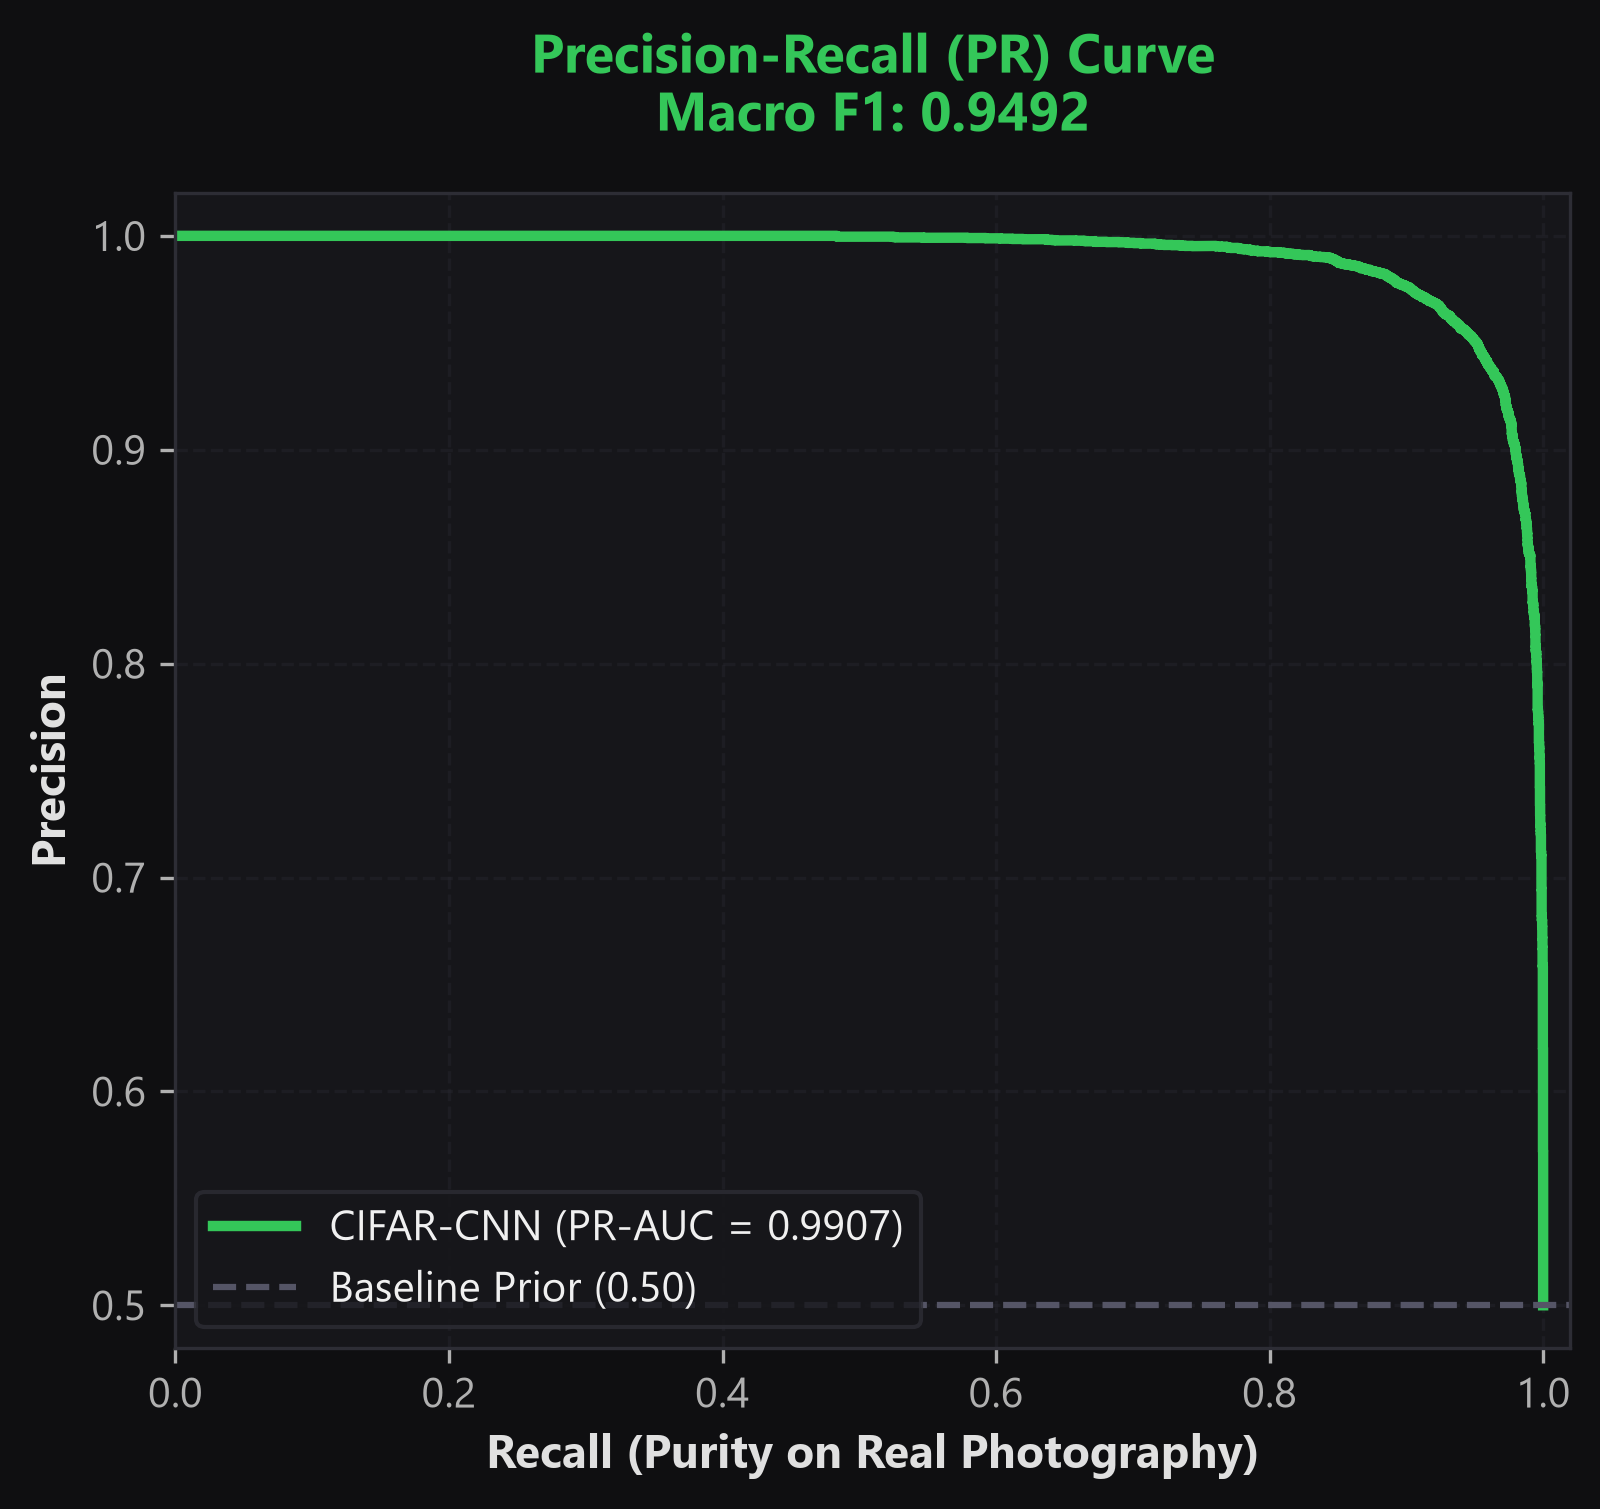 Precision-Recall (PR) Curve
Macro F1: 0.9492
1.0
0.9
0.8
0.7
0.6
0.5
Precision
CIFAR-CNN (PR-AUC = 0.9907)
Baseline Prior (0.50)
0.0 0.2 0.4 0.6 0.8 1.0
Recall (Purity on Real Photography)